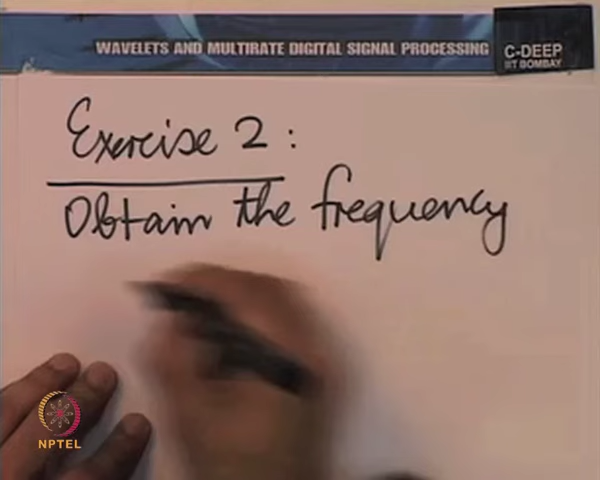 WAVELETS AND MULTIRATE DIGITAL SIGNAL PROCESSING
C-DEEP
IIT BOMBAY
Exercise 2:
Obtain the frequency
NPTEL